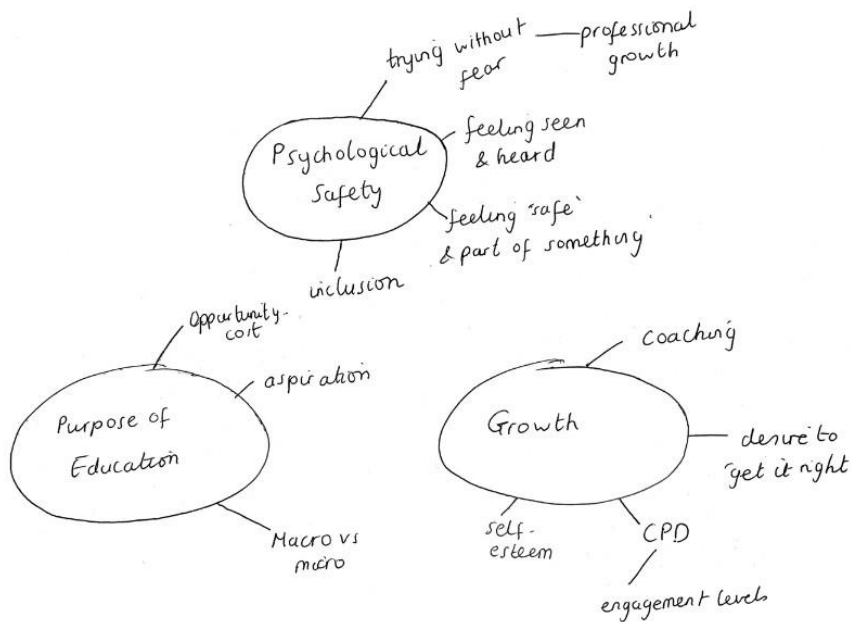 trying without
fear
professional
growth
Psychological
Safety
feeling seen
& heard
feeling 'safe'
& part of something'
inclusion
Opportunity-
cost
aspiration
Purpose of
Education
Macro vs
micro
Coaching
Growth
desire to
'get it right
self-
esteem
CPD
engagement levels